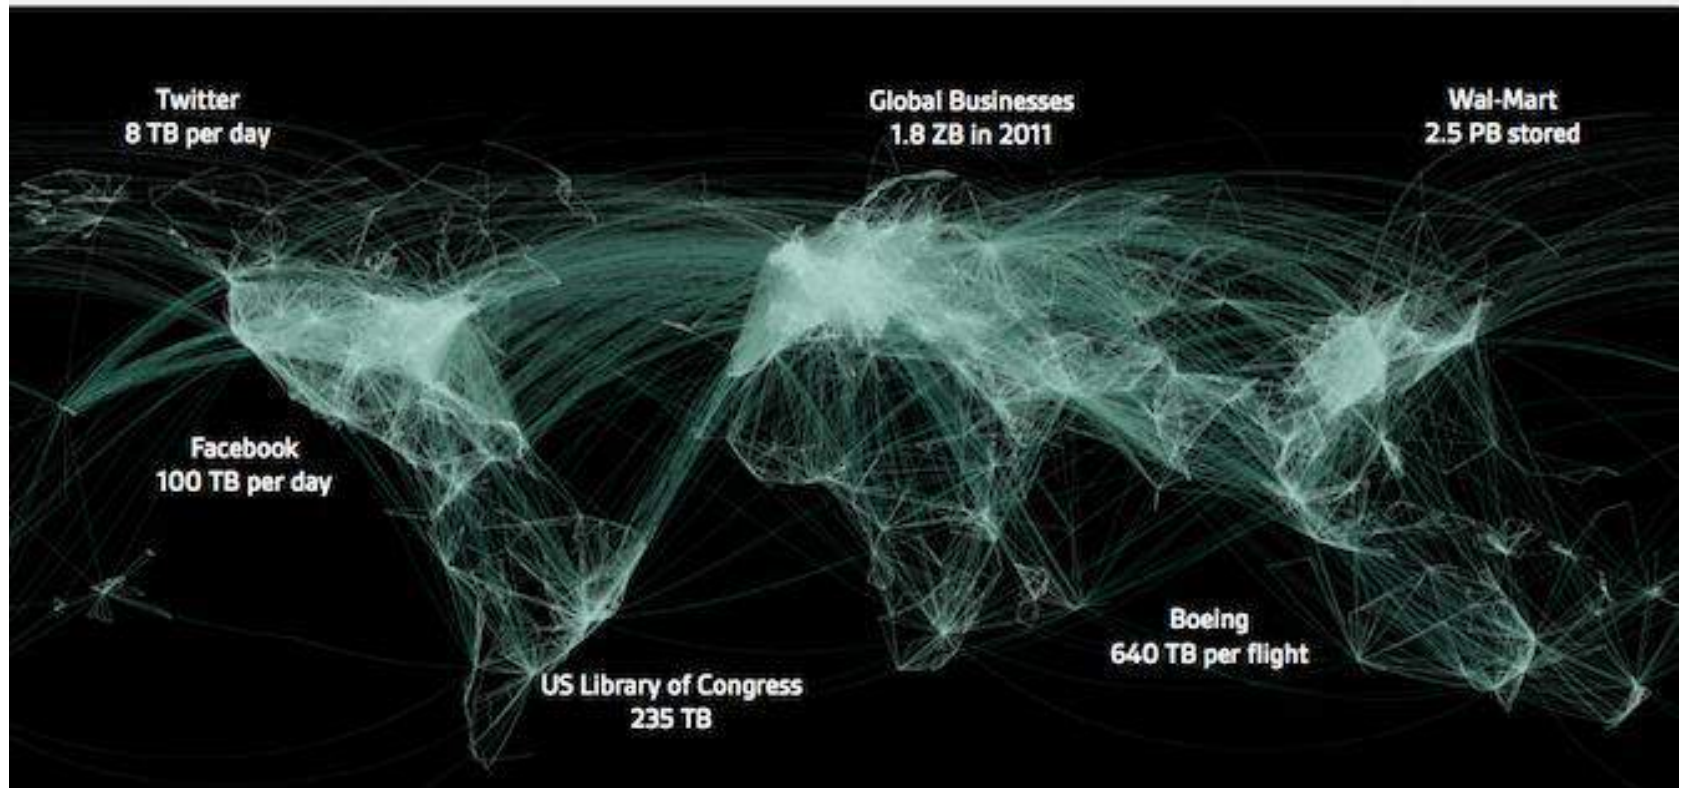 Twitter
8 TB per day
Global Businesses
1.8 ZB in 2011
Wal-Mart
2.5 PB stored
Facebook
100 TB per day
Boeing
640 TB per flight
US Library of Congress
235 TB